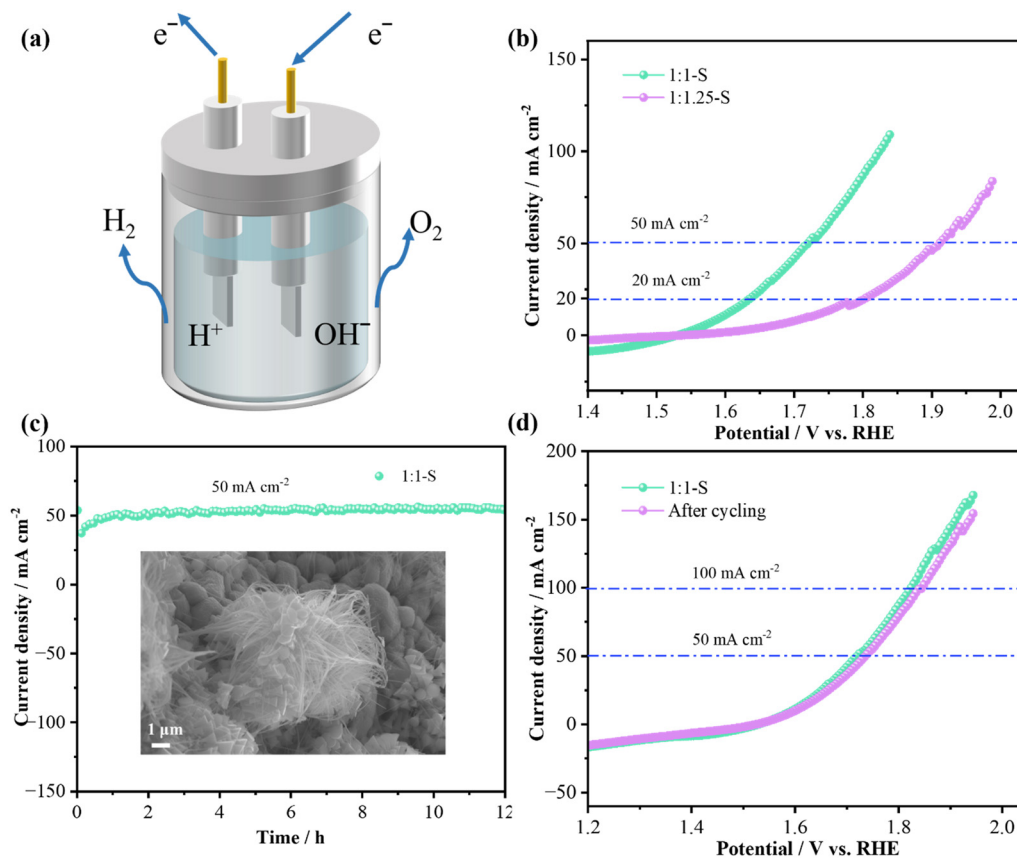 (a)
e⁻
e⁻
H₂
O₂
H⁺
OH⁻
(b)
1:1-S
1:1.25-S
50 mA cm⁻²
20 mA cm⁻²
150
100
50
20
0
Current density / mA cm⁻²
1.4 1.5 1.6 1.7 1.8 1.9 2.0
Potential / V vs. RHE
(c)
1:1-S
50 mA cm⁻²
100
50
0
−50
−100
−150
Current density / mA cm⁻²
1 μm
0 2 4 6 8 10 12
Time / h
(d)
1:1-S
After cycling
100 mA cm⁻²
50 mA cm⁻²
200
150
100
50
0
−50
Current density / mA cm⁻²
1.2 1.4 1.6 1.8 2.0
Potential / V vs. RHE